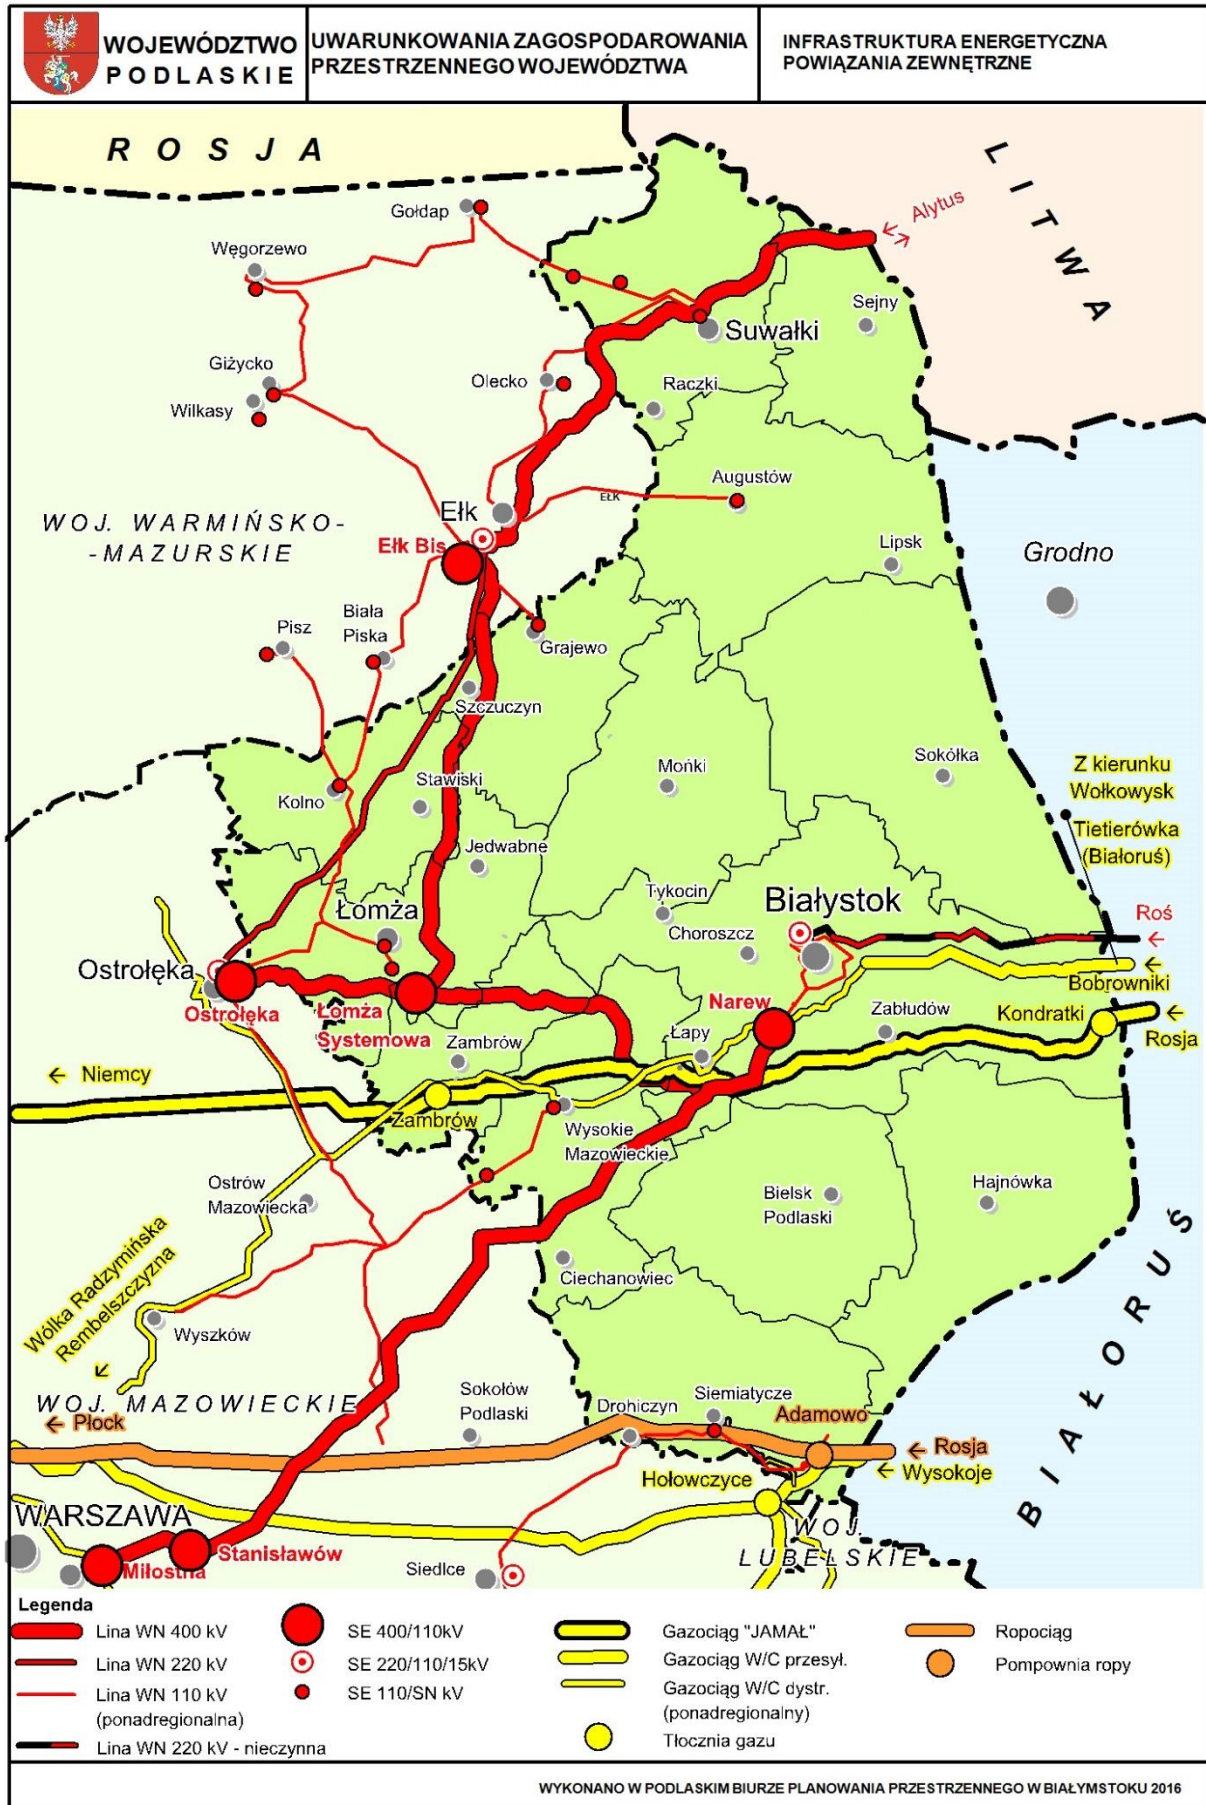 WOJEWÓDZTWO
PODLASKIE
UWARUNKOWANIA ZAGOSPODAROWANIA
PRZESTRZENNEGO WOJEWÓDZTWA
INFRASTRUKTURA ENERGETYCZNA
POWIĄZANIA ZEWNĘTRZNE
ROSJA
LITWA
Alytus
Gołdap
Węgorzewo
Sejny
Suwałki
Giżycko
Olecko
Raczki
Wilkasy
Augustów
EŁK
Ełk
WOJ. WARMIŃSKO-
-MAZURSKIE
Ełk Bis
Lipsk
Grodno
Biała
Piska
Pisz
Grajewo
Szczuczyn
Sokółka
Z kierunku
Wołkowysk
Mońki
Stawiski
Kolno
Tietierówka
(Białoruś)
Jedwabne
Tykocin
Białystok
Łomża
Choroszcz
Roś
Ostrołęka
Bobrowniki
Ostrołęka
Łomża
Systemowa
Narew
Zabłudów
Kondratki
Łapy
Rosja
Zambrów
Niemcy
Zambrów
Wysokie
Mazowieckie
Ostrów
Mazowiecka
Bielsk
Podlaski
Hajnówka
BIAŁORUŚ
Ciechanowiec
Wólka Radzymińska
Rembelszczyzna
Wyszków
WOJ. MAZOWIECKIE
Sokołów
Podlaski
Siemiatycze
Drohiczyn
Adamowo
Płock
Rosja
Wysokoje
Hołowczyce
WARSZAWA
WOJ.
LUBELSKIE
Stanisławów
Miłosna
Siedlce
Legenda
Lina WN 400 kV
Lina WN 220 kV
Lina WN 110 kV
(ponadregionalna)
Lina WN 220 kV - nieczynna
SE 400/110kV
SE 220/110/15kV
SE 110/SN kV
Gazociąg "JAMAŁ"
Gazociąg W/C przesył.
Gazociąg W/C dystr.
(ponadregionalny)
Tłocznia gazu
Ropociąg
Pompownia ropy
WYKONANO W PODLASKIM BIURZE PLANOWANIA PRZESTRZENNEGO W BIAŁYMSTOKU 2016